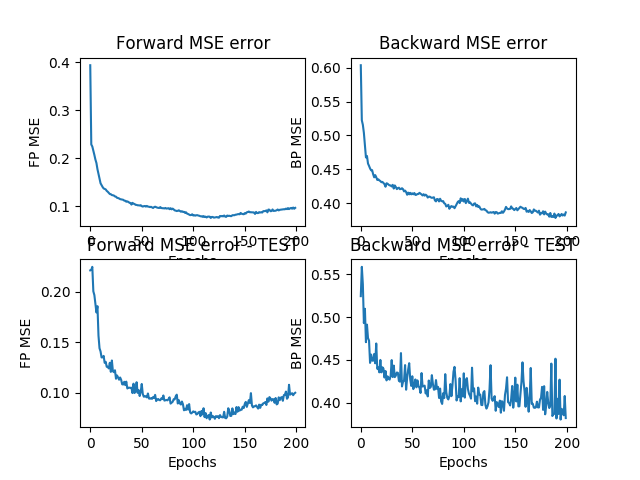 Forward MSE error
Backward MSE error
FP MSE
0.4
0.3
0.2
0.1
0 50 100 150 200
Epochs
BP MSE
0.60
0.55
0.50
0.45
0.40
0 50 100 150 200
Epochs
Forward MSE error - TEST
Backward MSE error - TEST
FP MSE
0.20
0.15
0.10
0 50 100 150 200
Epochs
BP MSE
0.55
0.50
0.45
0.40
0 50 100 150 200
Epochs